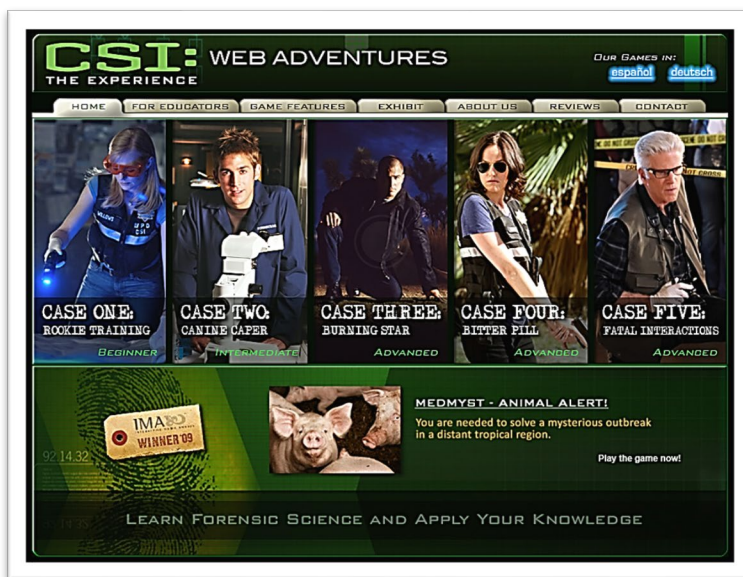 CSI: WEB ADVENTURES
THE EXPERIENCE
OUR GAMES IN:
español deutsch
HOME FOR EDUCATORS GAME FEATURES EXHIBIT ABOUT US REVIEWS CONTACT
CASE ONE:
ROOKIE TRAINING
BEGINNER
CASE TWO:
CANINE CAPER
INTERMEDIATE
CASE THREE:
BURNING STAR
ADVANCED
CASE FOUR:
BITTER PILL
ADVANCED
CASE FIVE:
FATAL INTERACTIONS
ADVANCED
IMA
WINNER'09
92.14.32
MEDMYST - ANIMAL ALERT!
You are needed to solve a mysterious outbreak
in a distant tropical region.
Play the game now!
LEARN FORENSIC SCIENCE AND APPLY YOUR KNOWLEDGE